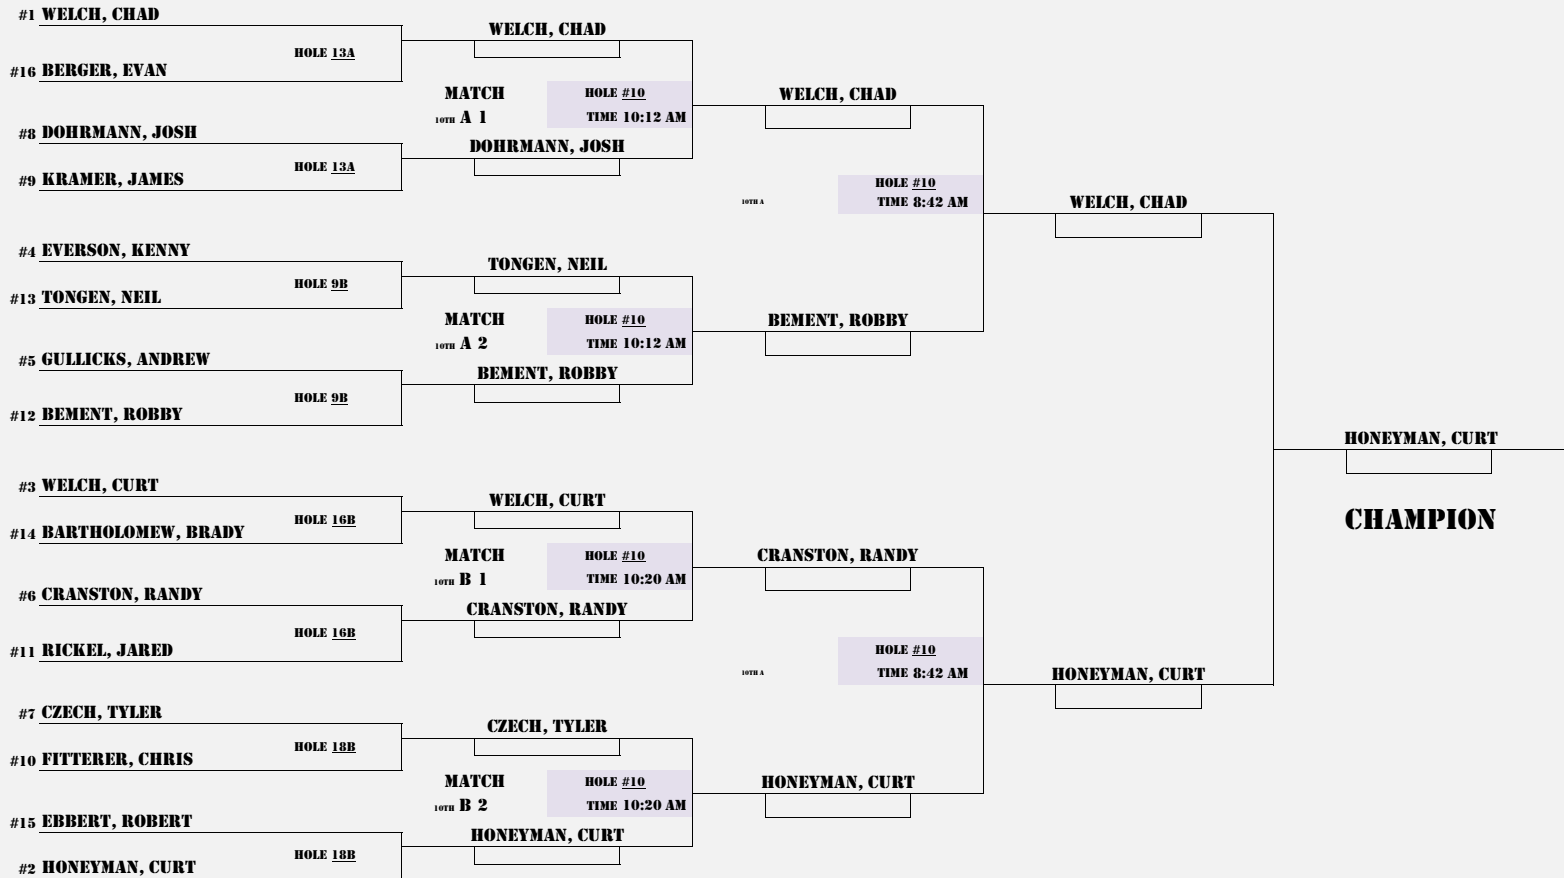 #1 WELCH, CHAD
HOLE 13A
#16 BERGER, EVAN
#8 DOHRMANN, JOSH
HOLE 13A
#9 KRAMER, JAMES
#4 EVERSON, KENNY
HOLE 9B
#13 TONGEN, NEIL
#5 GULLICKS, ANDREW
HOLE 9B
#12 BEMENT, ROBBY
#3 WELCH, CURT
HOLE 16B
#14 BARTHOLOMEW, BRADY
#6 CRANSTON, RANDY
HOLE 16B
#11 RICKEL, JARED
#7 CZECH, TYLER
HOLE 18B
#10 FITTERER, CHRIS
#15 EBBERT, ROBERT
HOLE 18B
#2 HONEYMAN, CURT
WELCH, CHAD
MATCH HOLE #10
10TH A 1 TIME 10:12 AM
DOHRMANN, JOSH
TONGEN, NEIL
MATCH HOLE #10
10TH A 2 TIME 10:12 AM
BEMENT, ROBBY
WELCH, CURT
MATCH HOLE #10
10TH B 1 TIME 10:20 AM
CRANSTON, RANDY
CZECH, TYLER
MATCH HOLE #10
10TH B 2 TIME 10:20 AM
HONEYMAN, CURT
WELCH, CHAD
HOLE #10
10TH A TIME 8:42 AM
BEMENT, ROBBY
CRANSTON, RANDY
HOLE #10
10TH A TIME 8:42 AM
HONEYMAN, CURT
WELCH, CHAD
HONEYMAN, CURT
HONEYMAN, CURT
CHAMPION